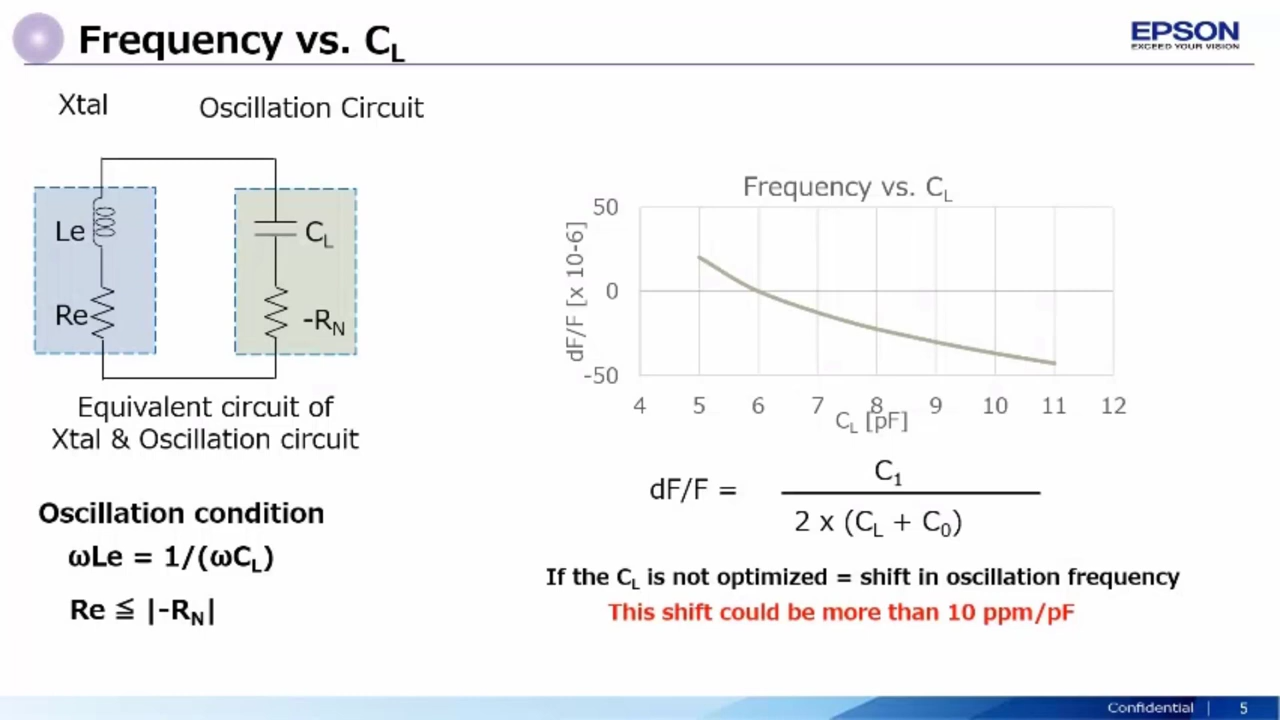 Frequency vs. CL
EPSON
EXCEED YOUR VISION
Xtal
Oscillation Circuit
Le
Re
CL
-RN
Equivalent circuit of
Xtal & Oscillation circuit
Oscillation condition
ωLe = 1/(ωCL)
Re ≦ |-RN|
Frequency vs. CL
dF/F [x 10-6]
50
0
-50
4 5 6 7 8 9 10 11 12
CL [pF]
dF/F =
C1
2 x (CL + C0)
If the CL is not optimized = shift in oscillation frequency
This shift could be more than 10 ppm/pF
Confidential | 5